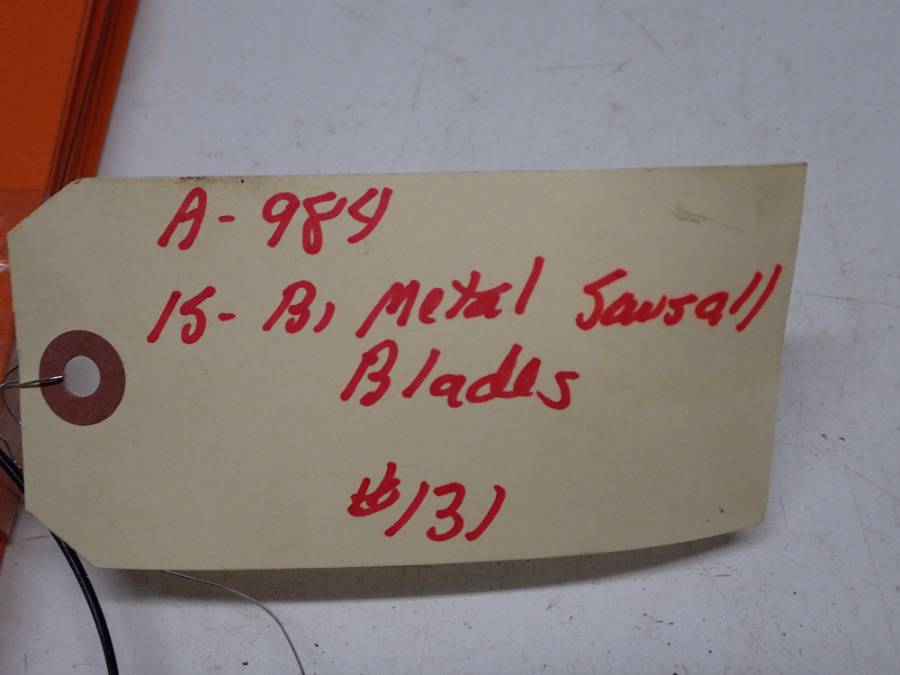 A- 984
15- Bi Metal Sawsall
Blades
#131